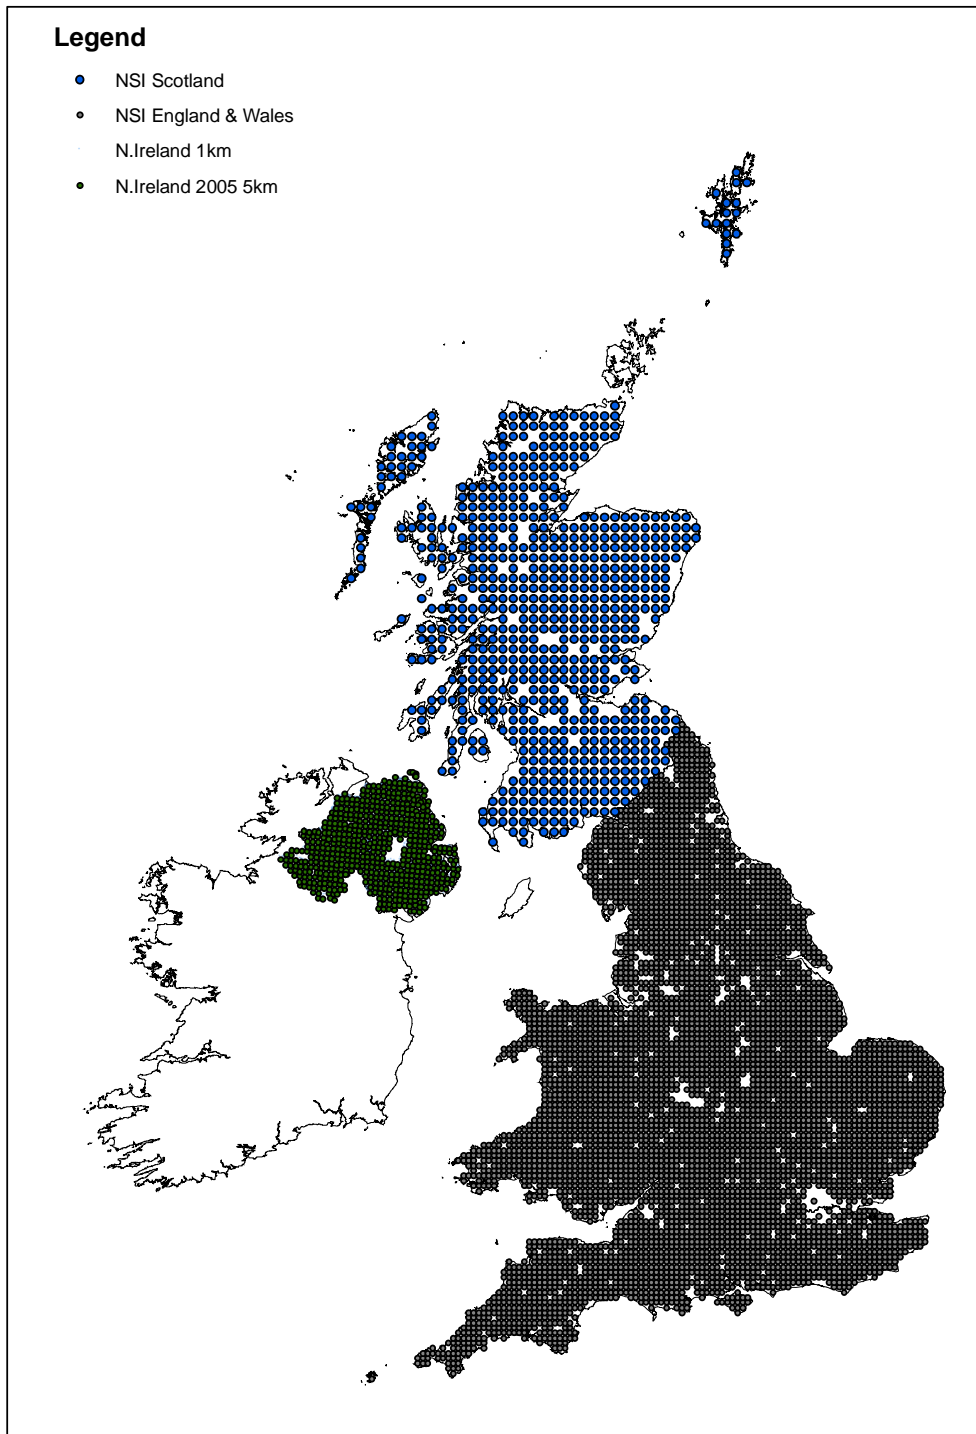 Legend
NSI Scotland
NSI England & Wales
N.Ireland 1km
N.Ireland 2005 5km